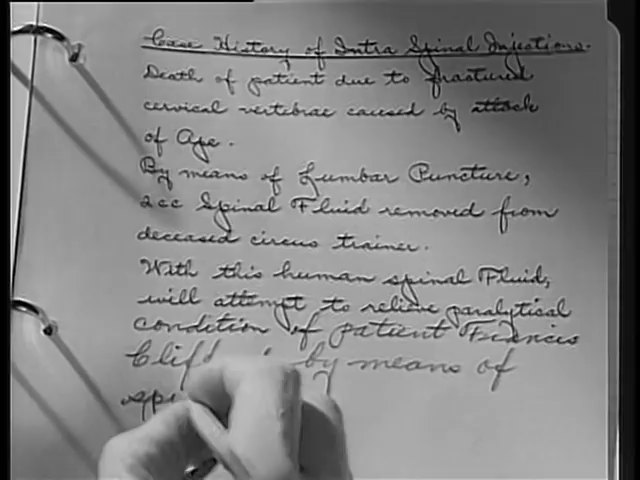 Case History of Intra Spinal Injections.
Death of patient due to fractured
cervical vertebrae caused by attack
of Ape.
By means of Lumbar Puncture,
2cc Spinal Fluid removed from
deceased circus trainer.
With this human spinal Fluid,
will attempt to relieve paralytical
condition of patient Francis
by means of